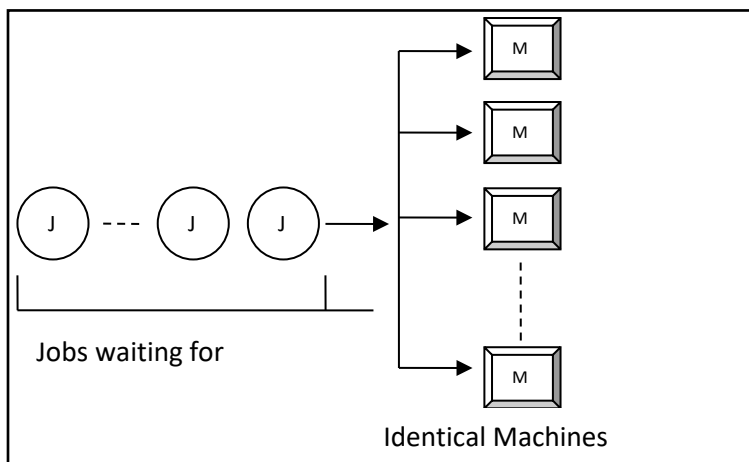 M
M
J J J M
Jobs waiting for
M
Identical Machines